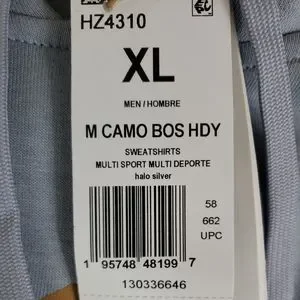 HZ4310
XL
MEN / HOMBRE
M CAMO BOS HDY
SWEATSHIRTS
MULTI SPORT MULTI DEPORTE
halo silver
58
662
UPC
1 95748 48199 7
130336646